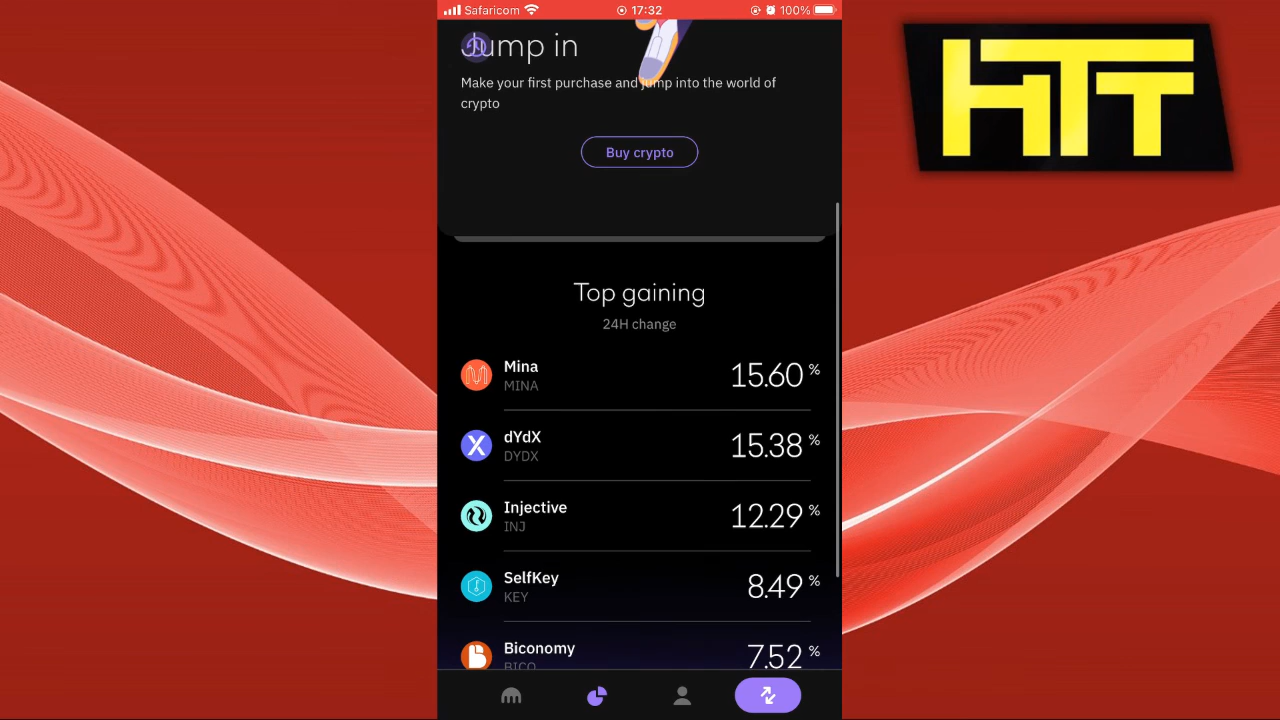 Safaricom
17:32
100%
HTT
Jump in
Make your first purchase and jump into the world of
crypto
Buy crypto
Top gaining
24H change
Mina
MINA
15.60 %
dYdX
DYDX
15.38 %
Injective
INJ
12.29 %
SelfKey
KEY
8.49 %
Biconomy
BICO
7.52 %